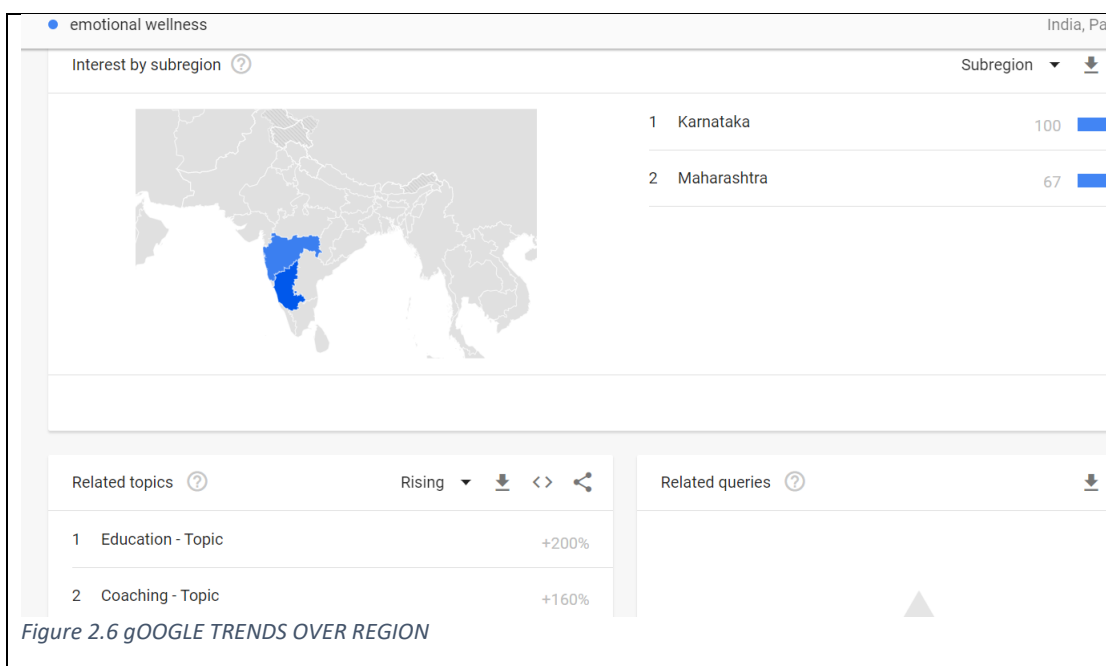 emotional wellness India, Pa
Interest by subregion ? Subregion
1 Karnataka 100
2 Maharashtra 67
Related topics ? Rising <>
1 Education - Topic +200%
2 Coaching - Topic +160%
Related queries ?
Figure 2.6 gOOGLE TRENDS OVER REGION